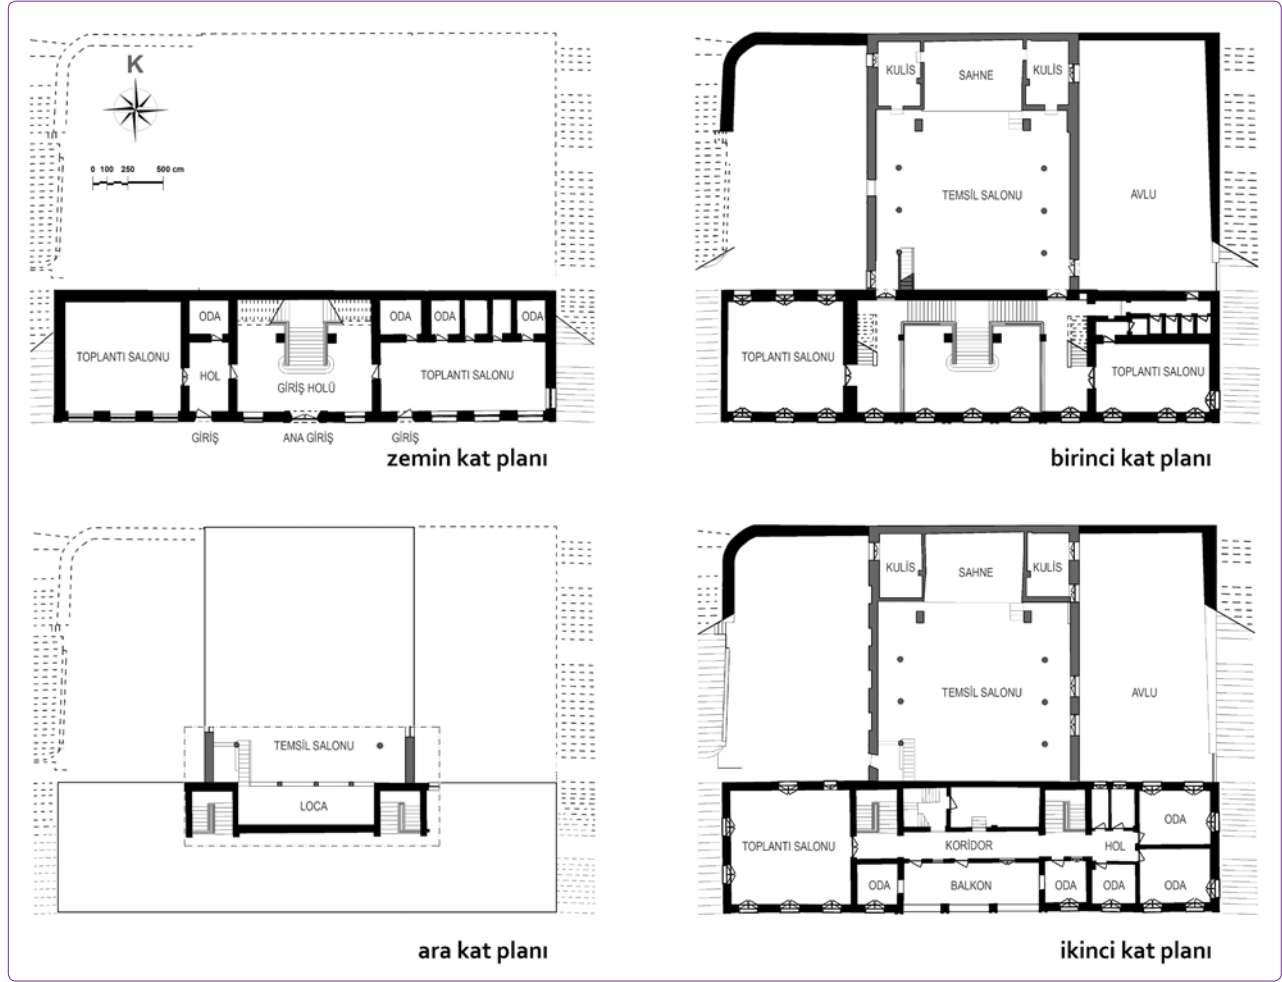 K
0 100 250 500 cm
ODA
ODA
ODA
ODA
TOPLANTI SALONU
HOL
GİRİŞ HOLÜ
TOPLANTI SALONU
GİRİŞ
ANA GİRİŞ
GİRİŞ
zemin kat planı
KULİS
SAHNE
KULİS
TEMSİL SALONU
AVLU
TOPLANTI SALONU
TOPLANTI SALONU
birinci kat planı
TEMSİL SALONU
LOCA
ara kat planı
KULİS
SAHNE
KULİS
TEMSİL SALONU
AVLU
ODA
TOPLANTI SALONU
KORİDOR
HOL
ODA
BALKON
ODA
ODA
ODA
ikinci kat planı